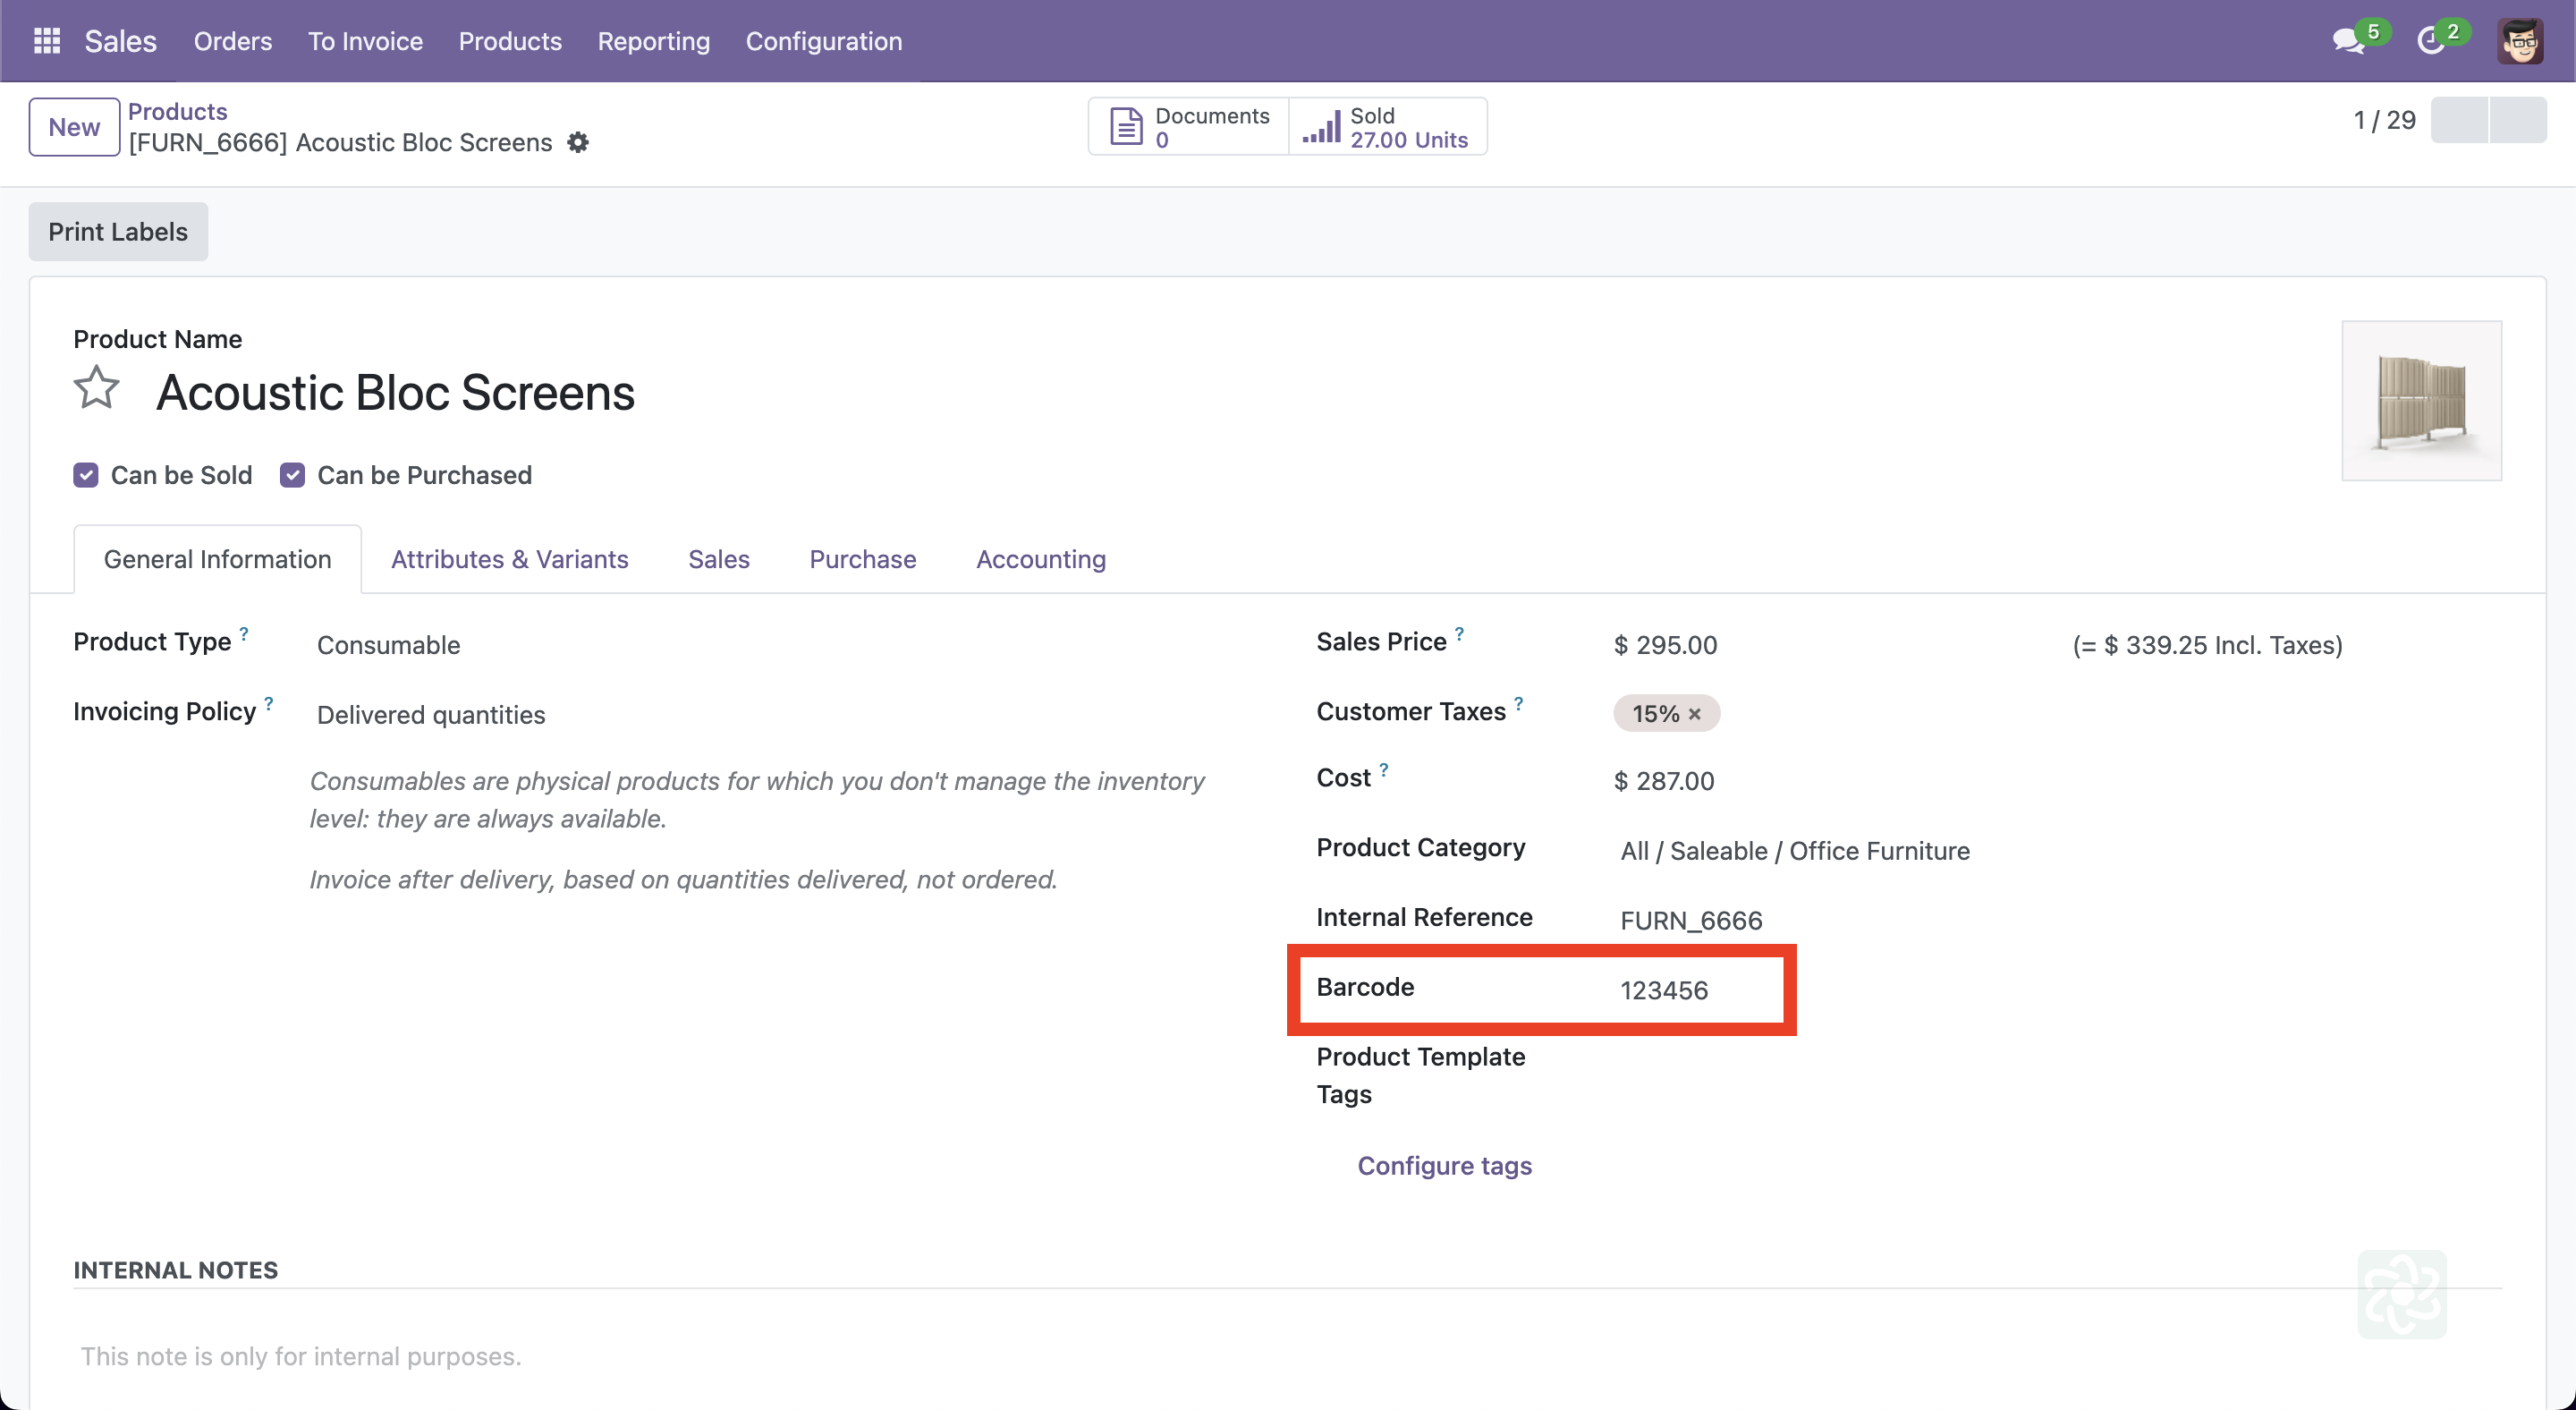 Sales Orders To Invoice Products Reporting Configuration 5 2
New Products
[FURN_6666] Acoustic Bloc Screens
Documents
0
Sold
27.00 Units
1 / 29
Print Labels
Product Name
Acoustic Bloc Screens
Can be Sold Can be Purchased
General Information Attributes & Variants Sales Purchase Accounting
Product Type ? Consumable
Invoicing Policy ? Delivered quantities
Consumables are physical products for which you don't manage the inventory
level: they are always available.
Invoice after delivery, based on quantities delivered, not ordered.
Sales Price ? $ 295.00 (= $ 339.25 Incl. Taxes)
Customer Taxes ? 15% ×
Cost ? $ 287.00
Product Category All / Saleable / Office Furniture
Internal Reference FURN_6666
Barcode 123456
Product Template
Tags
Configure tags
INTERNAL NOTES
This note is only for internal purposes.